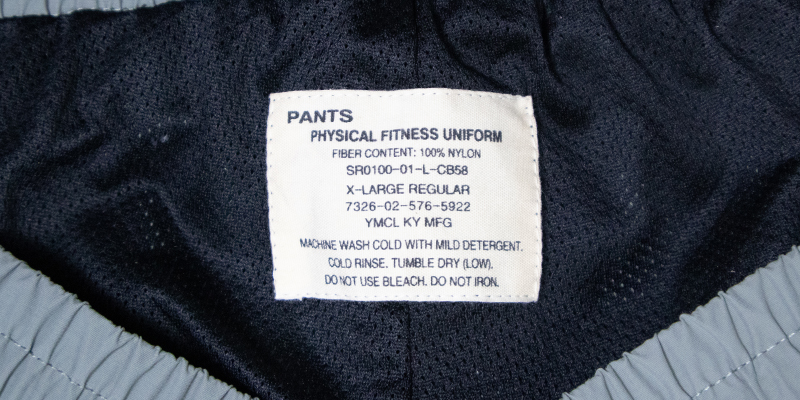 PANTS
PHYSICAL FITNESS UNIFORM
FIBER CONTENT: 100% NYLON
SR0100-01-L-CB58
X-LARGE REGULAR
7326-02-576-5922
YMCL KY MFG
MACHINE WASH COLD WITH MILD DETERGENT.
COLD RINSE. TUMBLE DRY (LOW).
DO NOT USE BLEACH. DO NOT IRON.